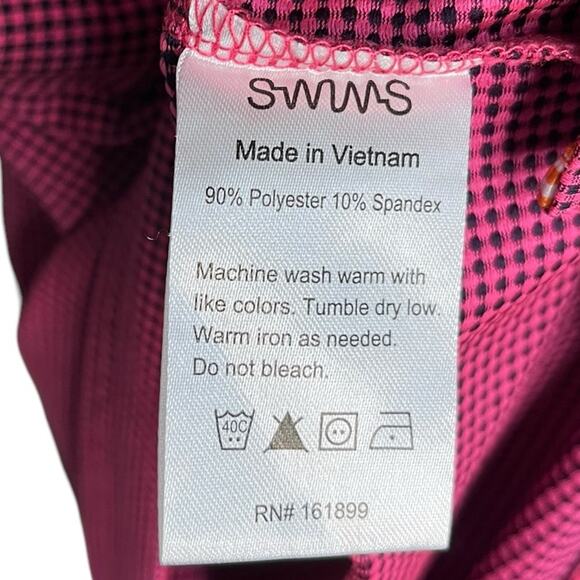 SWIMS
Made in Vietnam
90% Polyester 10% Spandex
Machine wash warm with
like colors. Tumble dry low.
Warm iron as needed.
Do not bleach.
40C
RN# 161899